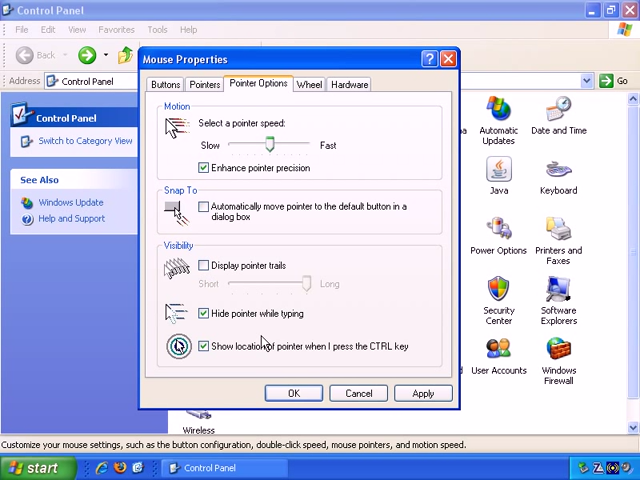 Control Panel
File Edit View Favorites Tools Help
Back
Address Control Panel Go
Control Panel
Switch to Category View
See Also
Windows Update
Help and Support
Mouse Properties
Buttons Pointers Pointer Options Wheel Hardware
Motion
Select a pointer speed:
Slow Fast
Enhance pointer precision
Snap To
Automatically move pointer to the default button in a
dialog box
Visibility
Display pointer trails
Short Long
Hide pointer while typing
Show location of pointer when I press the CTRL key
OK Cancel Apply
Automatic
Updates
Date and Time
Java
Keyboard
Power Options
Printers and
Faxes
Security
Center
Software
Explorers
User Accounts
Windows
Firewall
Wireless
Customize your mouse settings, such as the button configuration, double-click speed, mouse pointers, and motion speed.
start Control Panel